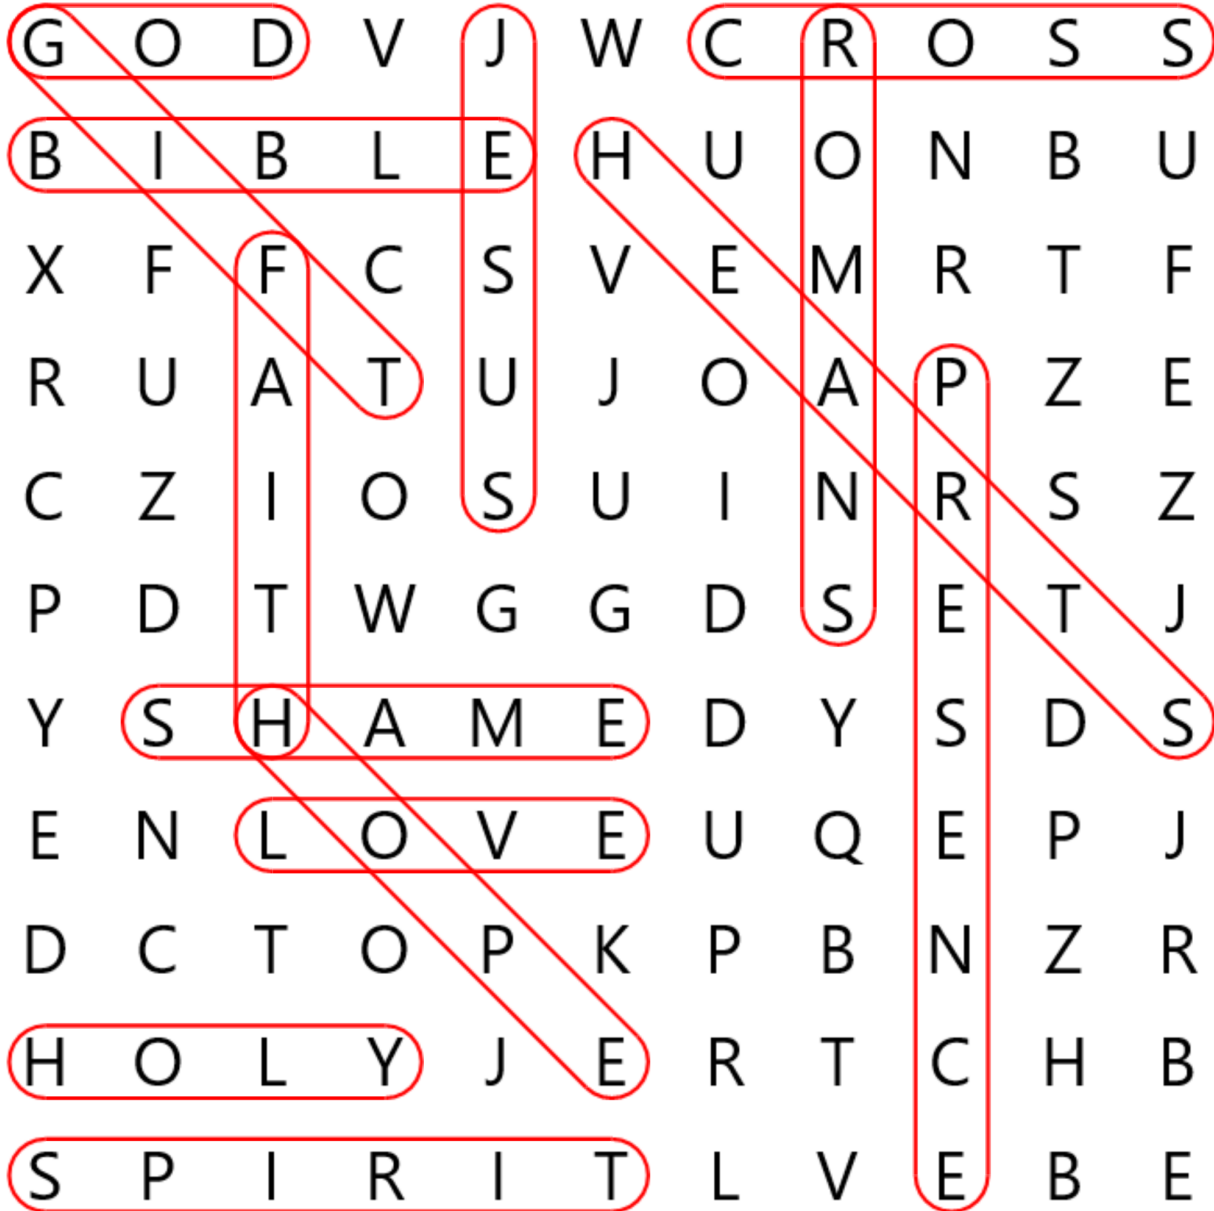 G O D V J W C R O S S
B I B L E H U O N B U
X F F C S V E M R T F
R U A T U J O A P Z E
C Z I O S U I N R S Z
P D T W G G D S E T J
Y S H A M E D Y S D S
E N L O V E U Q E P J
D C T O P K P B N Z R
H O L Y J E R T C H B
S P I R I T L V E B E